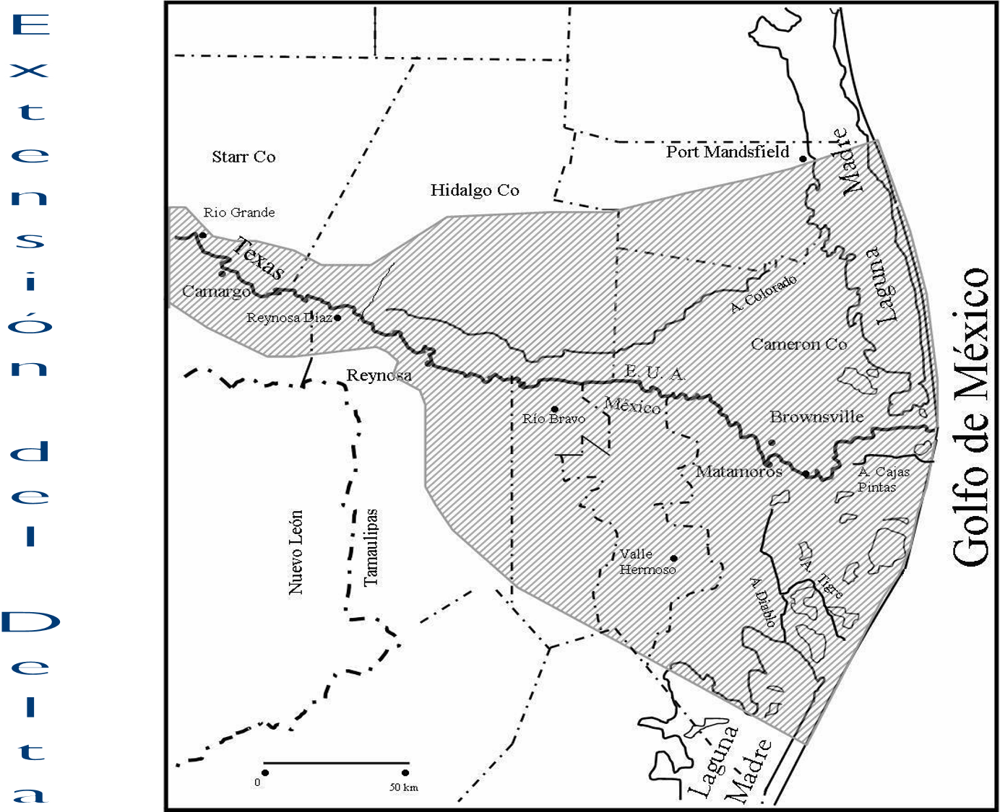 Extensión del Delta
Madre
Port Mandsfield
Starr Co
Hidalgo Co
Rio Grande
Texas
Laguna
Camargo
A. Colorado
Reynosa Díaz
Cameron Co
Golfo de México
Reynosa
E. U. A.
México
Río Bravo
Brownsville
Matamoros
A. Cajas
Pintas
Nuevo León
Tamaulipas
Valle
Hermoso
A. Tigre
A. Diablo
Laguna
Madre
0
50 km